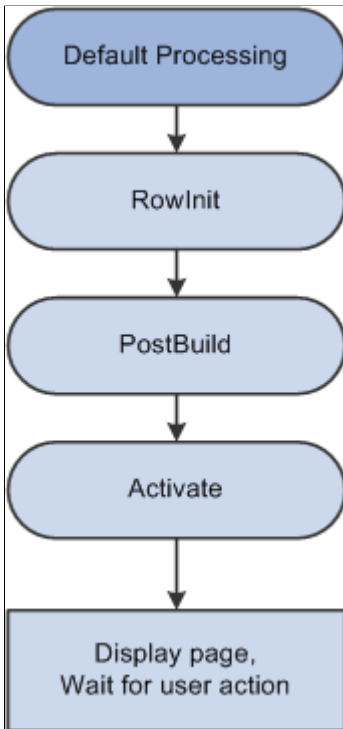 Default Processing
RowInit
PostBuild
Activate
Display page,
Wait for user action